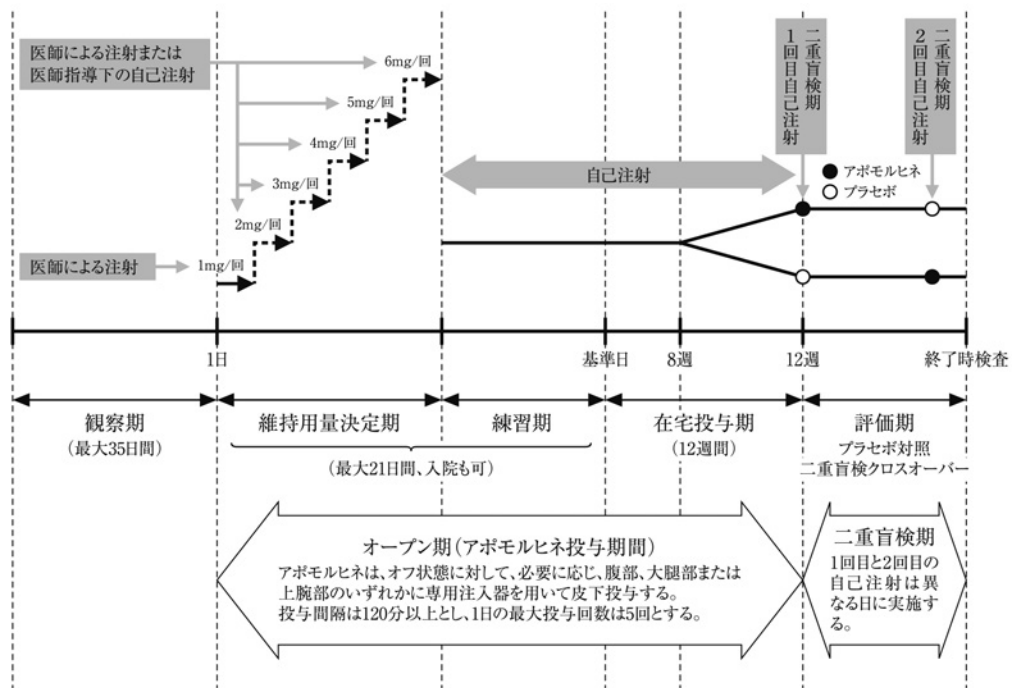 医師による注射または
医師指導下の自己注射
6mg/回
5mg/回
4mg/回
3mg/回
2mg/回
1mg/回
医師による注射
自己注射
二重盲検期
1回目自己注射
二重盲検期
2回目自己注射
アポモルヒネ
プラセボ
1日
基準日
8週
12週
終了時検査
観察期
(最大35日間)
維持用量決定期
練習期
(最大21日間、入院も可)
在宅投与期
(12週間)
評価期
プラセボ対照
二重盲検クロスオーバー
オープン期(アポモルヒネ投与期間)
アポモルヒネは、オフ状態に対して、必要に応じ、腹部、大腿部または
上腕部のいずれかに専用注入器を用いて皮下投与する。
投与間隔は120分以上とし、1日の最大投与回数は5回とする。
二重盲検期
1回目と2回目の
自己注射は異
なる日に実施す
る。